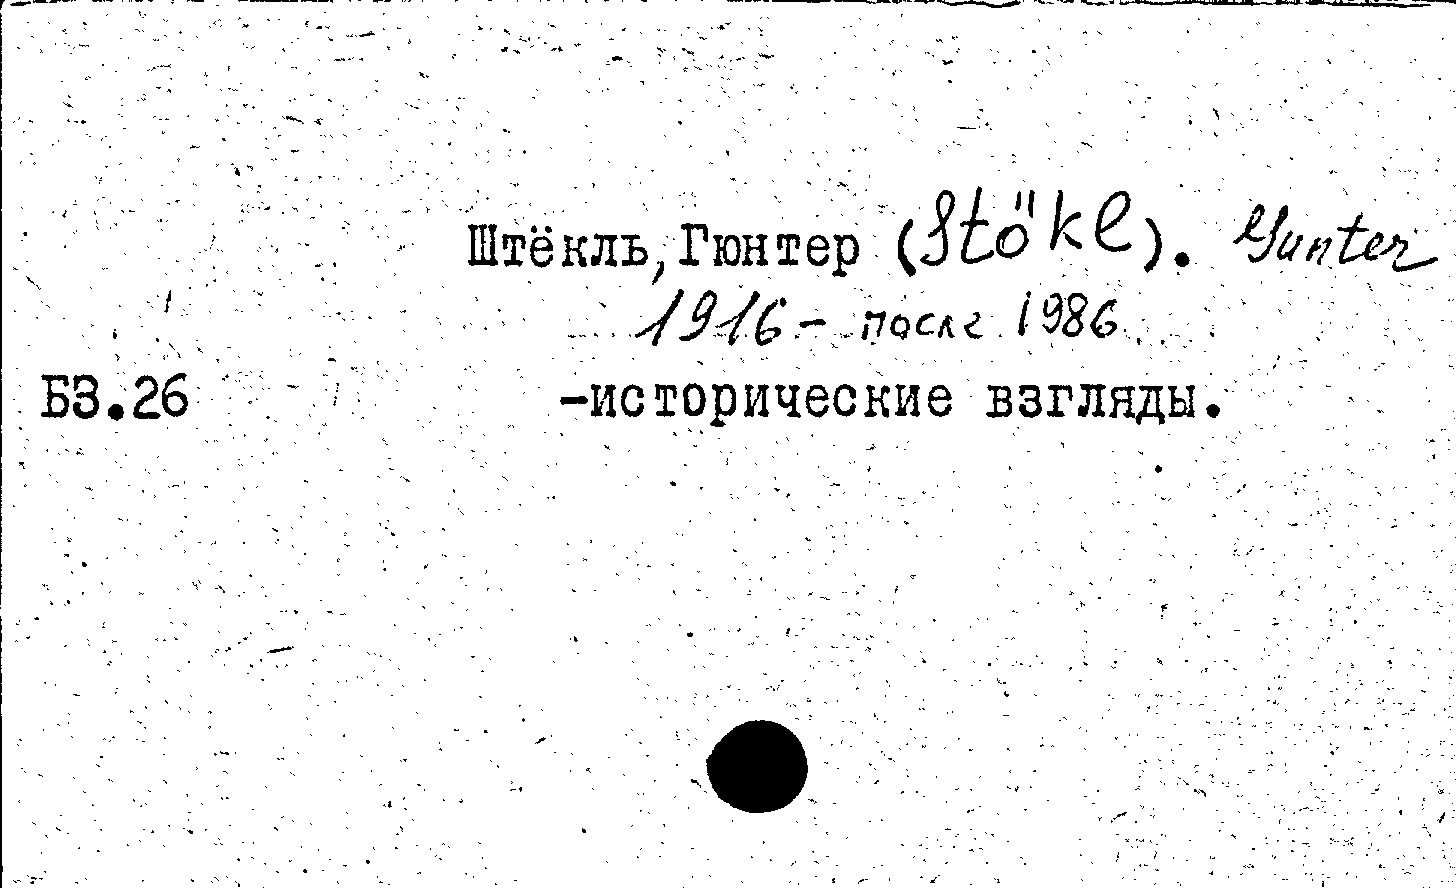 Штёкль, Гюнтер (Stökl). Gunter
1916 - после 1986
Б3.26 -исторические взгляды.